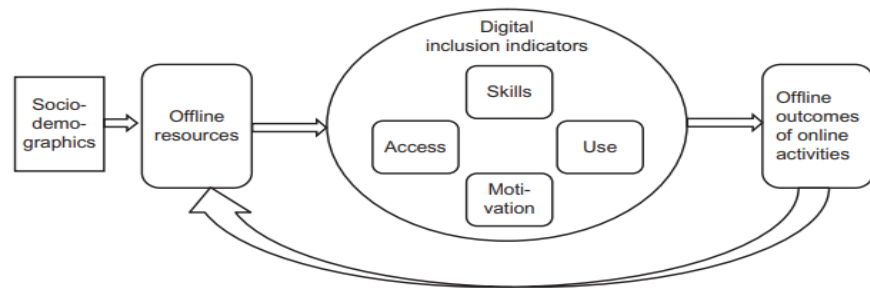 Digital
inclusion indicators
Socio-
demo-
graphics
Offline
resources
Skills
Access
Use
Moti-
vation
Offline
outcomes
of online
activities